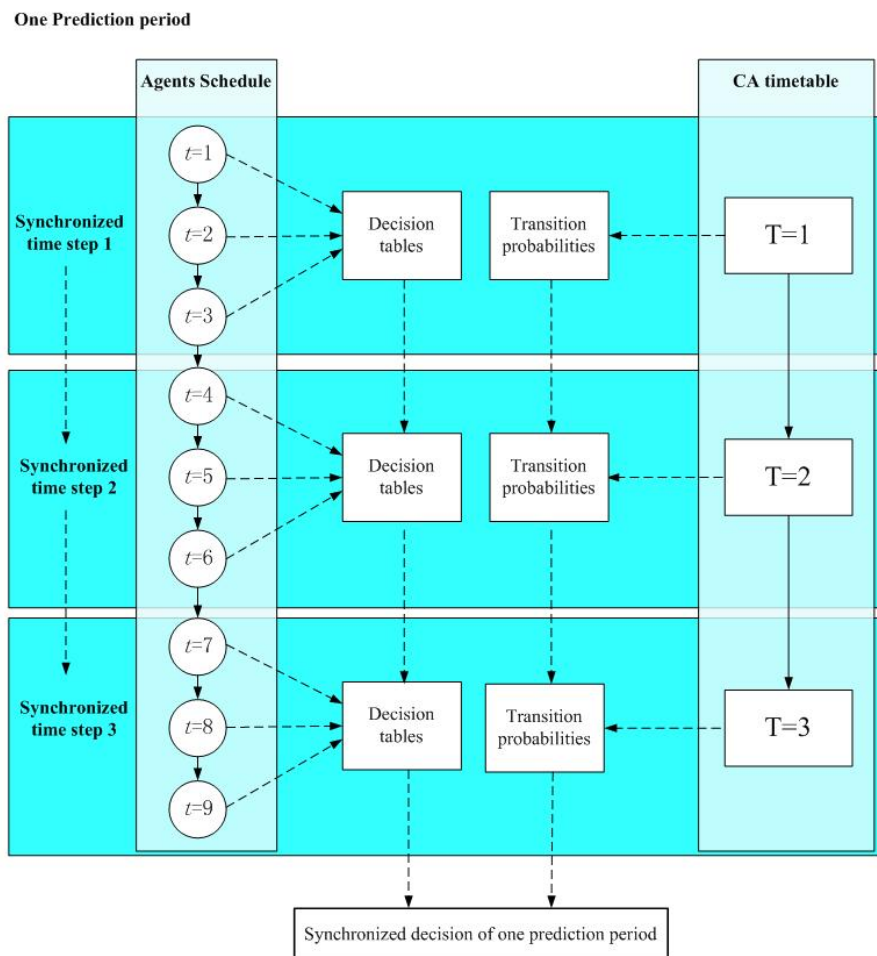 One Prediction period
Agents Schedule
CA timetable
Synchronized
time step 1
t=1
t=2
t=3
Decision
tables
Transition
probabilities
T=1
Synchronized
time step 2
t=4
t=5
t=6
Decision
tables
Transition
probabilities
T=2
Synchronized
time step 3
t=7
t=8
t=9
Decision
tables
Transition
probabilities
T=3
Synchronized decision of one prediction period